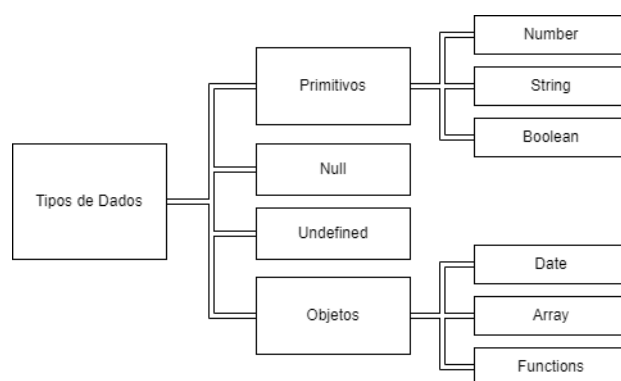 Tipos de Dados
Primitivos
Number
String
Boolean
Null
Undefined
Objetos
Date
Array
Functions